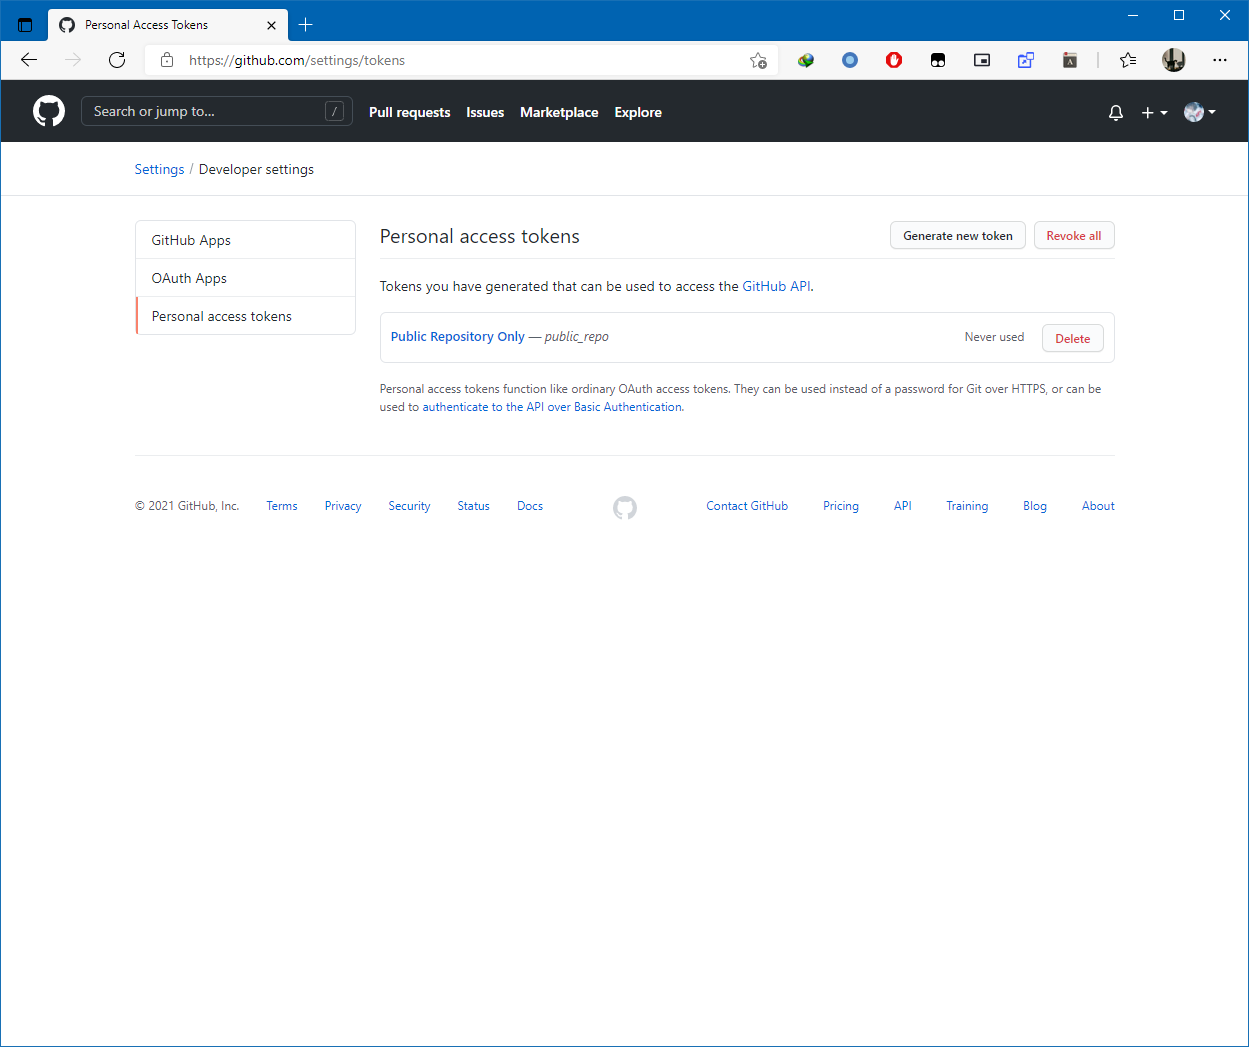 Personal Access Tokens
https://github.com/settings/tokens
Search or jump to... /
Pull requests Issues Marketplace Explore
Settings / Developer settings
GitHub Apps
OAuth Apps
Personal access tokens
Personal access tokens
Generate new token Revoke all
Tokens you have generated that can be used to access the GitHub API.
Public Repository Only — public_repo Never used Delete
Personal access tokens function like ordinary OAuth access tokens. They can be used instead of a password for Git over HTTPS, or can be
used to authenticate to the API over Basic Authentication.
© 2021 GitHub, Inc. Terms Privacy Security Status Docs Contact GitHub Pricing API Training Blog About